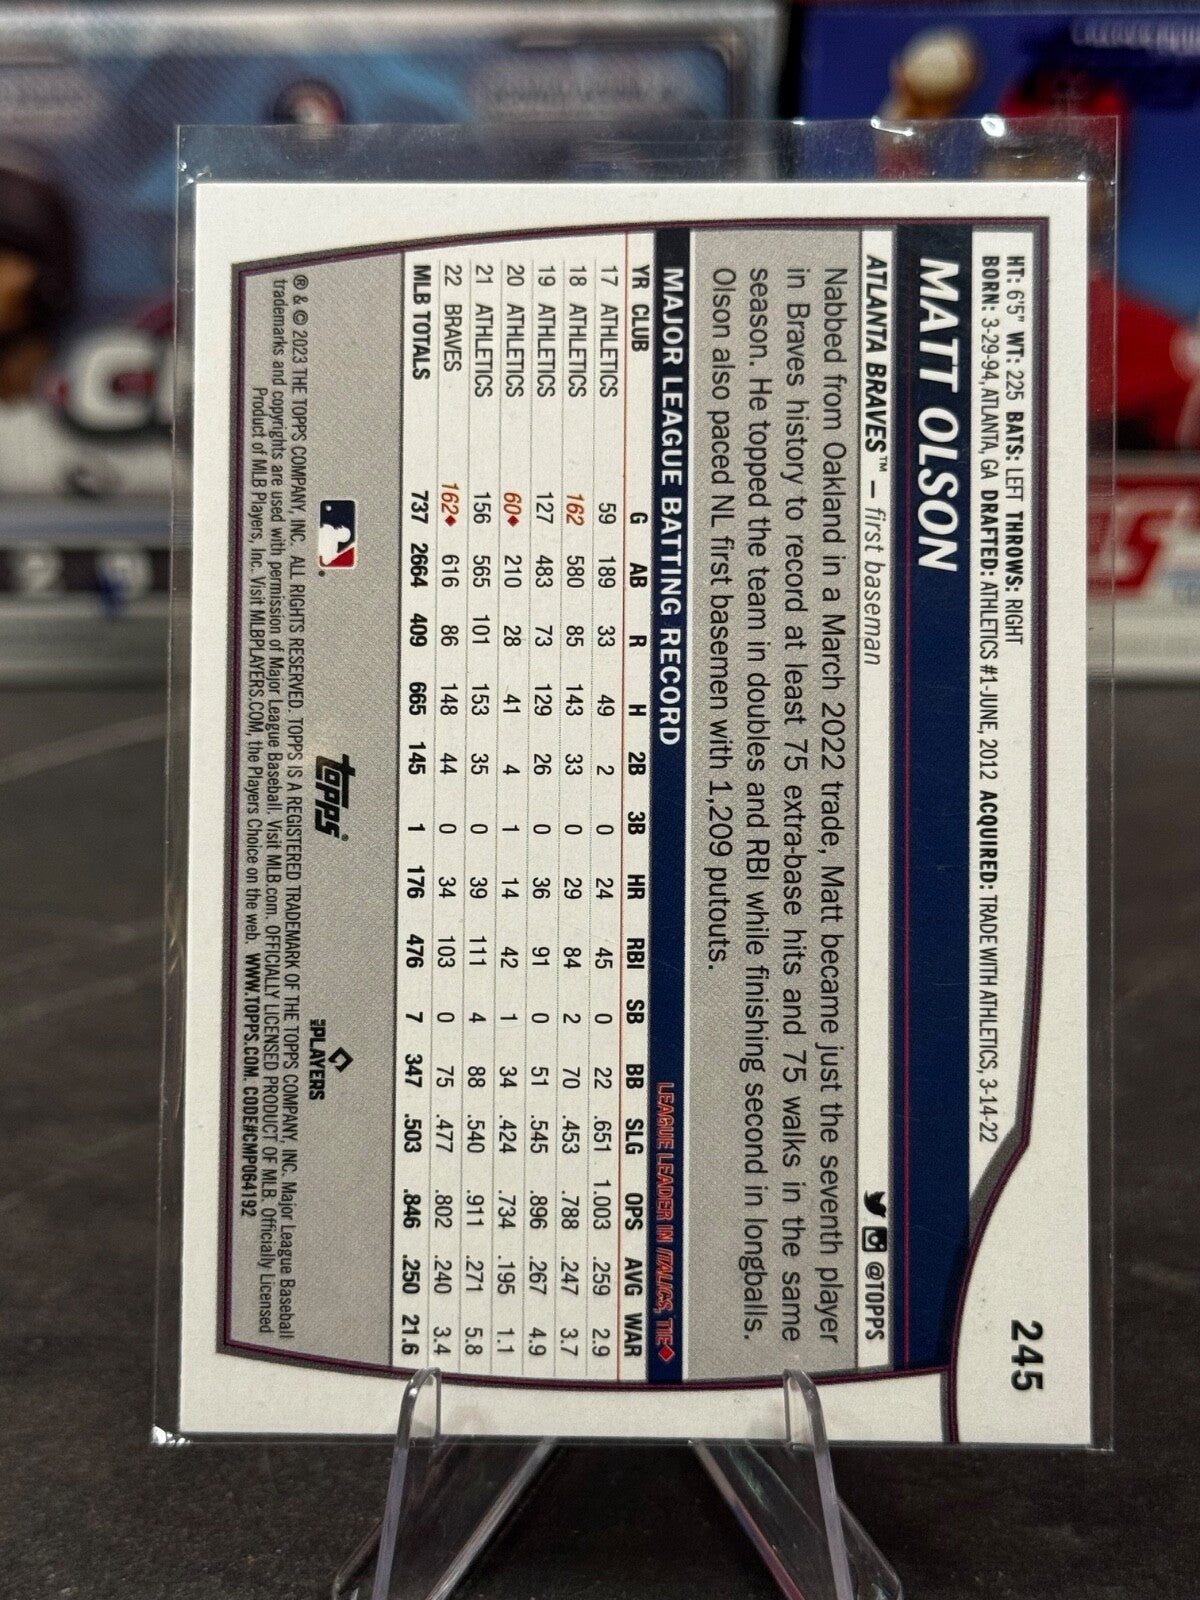 245
HT: 6'5" WT: 225 BATS: LEFT THROWS: RIGHT
BORN: 3-29-94, ATLANTA, GA DRAFTED: ATHLETICS #1-JUNE, 2012 ACQUIRED: TRADE WITH ATHLETICS, 3-14-22
MATT OLSON
ATLANTA BRAVES™ — first baseman @TOPPS
Nabbed from Oakland in a March 2022 trade, Matt became just the seventh player
in Braves history to record at least 75 extra-base hits and 75 walks in the same
season. He topped the team in doubles and RBI while finishing second in longballs.
Olson also paced NL first basemen with 1,209 putouts.
MAJOR LEAGUE BATTING RECORD LEAGUE LEADER IN ITALICS, TIE♦
YR CLUB G AB R H 2B 3B HR RBI SB BB SLG OPS AVG WAR
17 ATHLETICS 59 189 33 49 2 0 24 45 0 22 .651 1.003 .259 2.9
18 ATHLETICS 162 580 85 143 33 0 29 84 2 70 .453 .788 .247 3.7
19 ATHLETICS 127 483 73 129 26 0 36 91 0 51 .545 .896 .267 4.9
20 ATHLETICS 60♦ 210 28 41 4 1 14 42 1 34 .424 .734 .195 1.1
21 ATHLETICS 156 565 101 153 35 0 39 111 4 88 .540 .911 .271 5.8
22 BRAVES 162♦ 616 86 148 44 0 34 103 0 75 .477 .802 .240 3.4
MLB TOTALS 737 2664 409 665 145 1 176 476 7 347 .503 .846 .250 21.6
topps® MLB PLAYERS
® & © 2023 THE TOPPS COMPANY, INC. ALL RIGHTS RESERVED. TOPPS IS A REGISTERED TRADEMARK OF THE TOPPS COMPANY, INC. Major League Baseball
trademarks and copyrights are used with permission of Major League Baseball. Visit MLB.com. OFFICIALLY LICENSED PRODUCT OF MLB. Officially Licensed
Product of MLB Players, Inc. Visit MLBPLAYERS.COM, the Players Choice on the web. WWW.TOPPS.COM. CODE#CMP064192